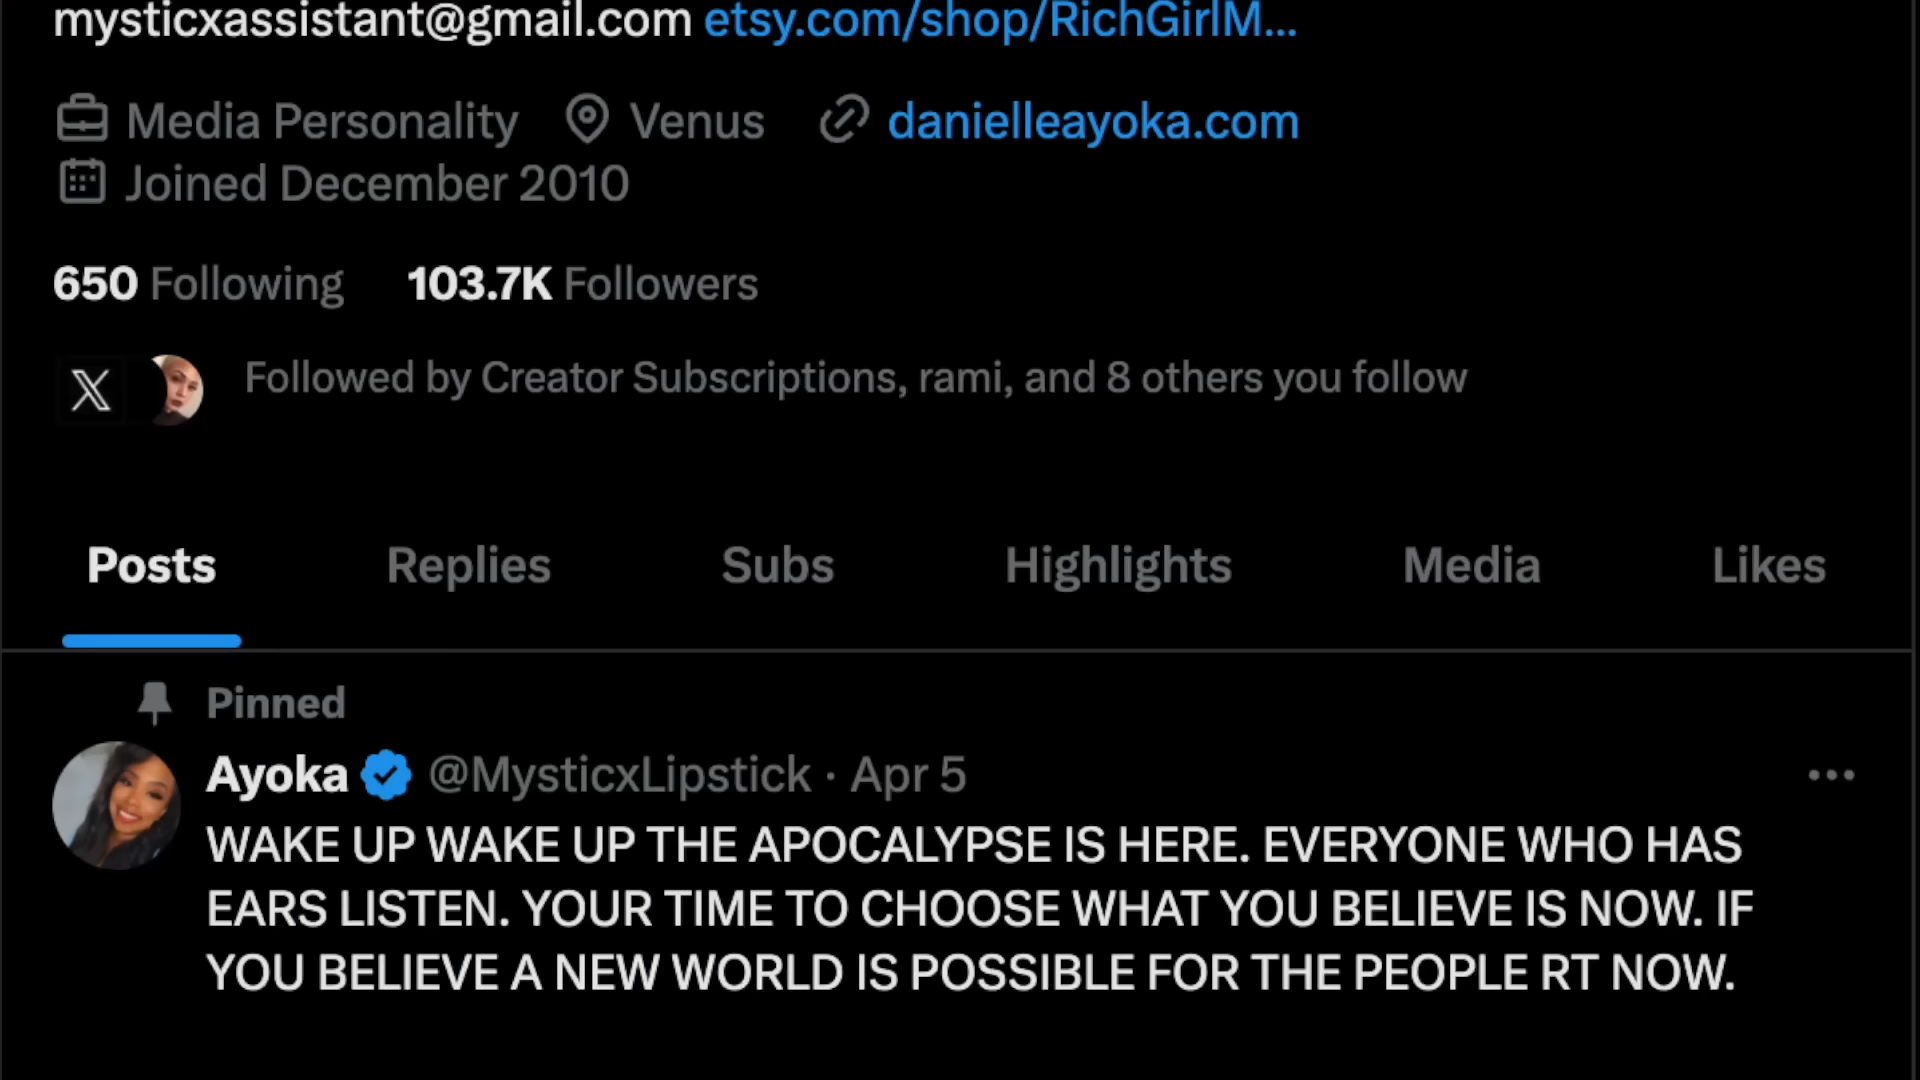 mysticxassistant@gmail.com etsy.com/shop/RichGirlM...
Media Personality Venus danielleayoka.com
Joined December 2010
650 Following 103.7K Followers
Followed by Creator Subscriptions, rami, and 8 others you follow
Posts Replies Subs Highlights Media Likes
Pinned
Ayoka @MysticxLipstick · Apr 5
WAKE UP WAKE UP THE APOCALYPSE IS HERE. EVERYONE WHO HAS
EARS LISTEN. YOUR TIME TO CHOOSE WHAT YOU BELIEVE IS NOW. IF
YOU BELIEVE A NEW WORLD IS POSSIBLE FOR THE PEOPLE RT NOW.